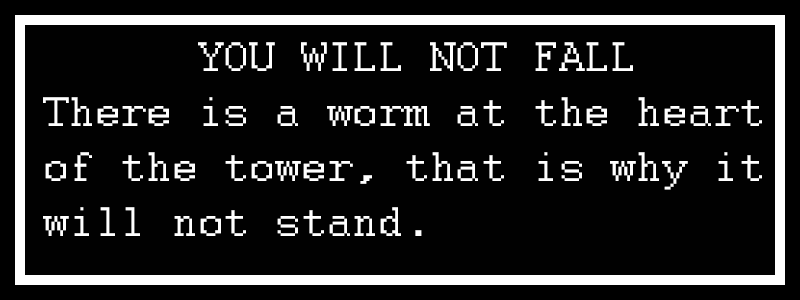 YOU WILL NOT FALL
There is a worm at the heart
of the tower, that is why it
will not stand.